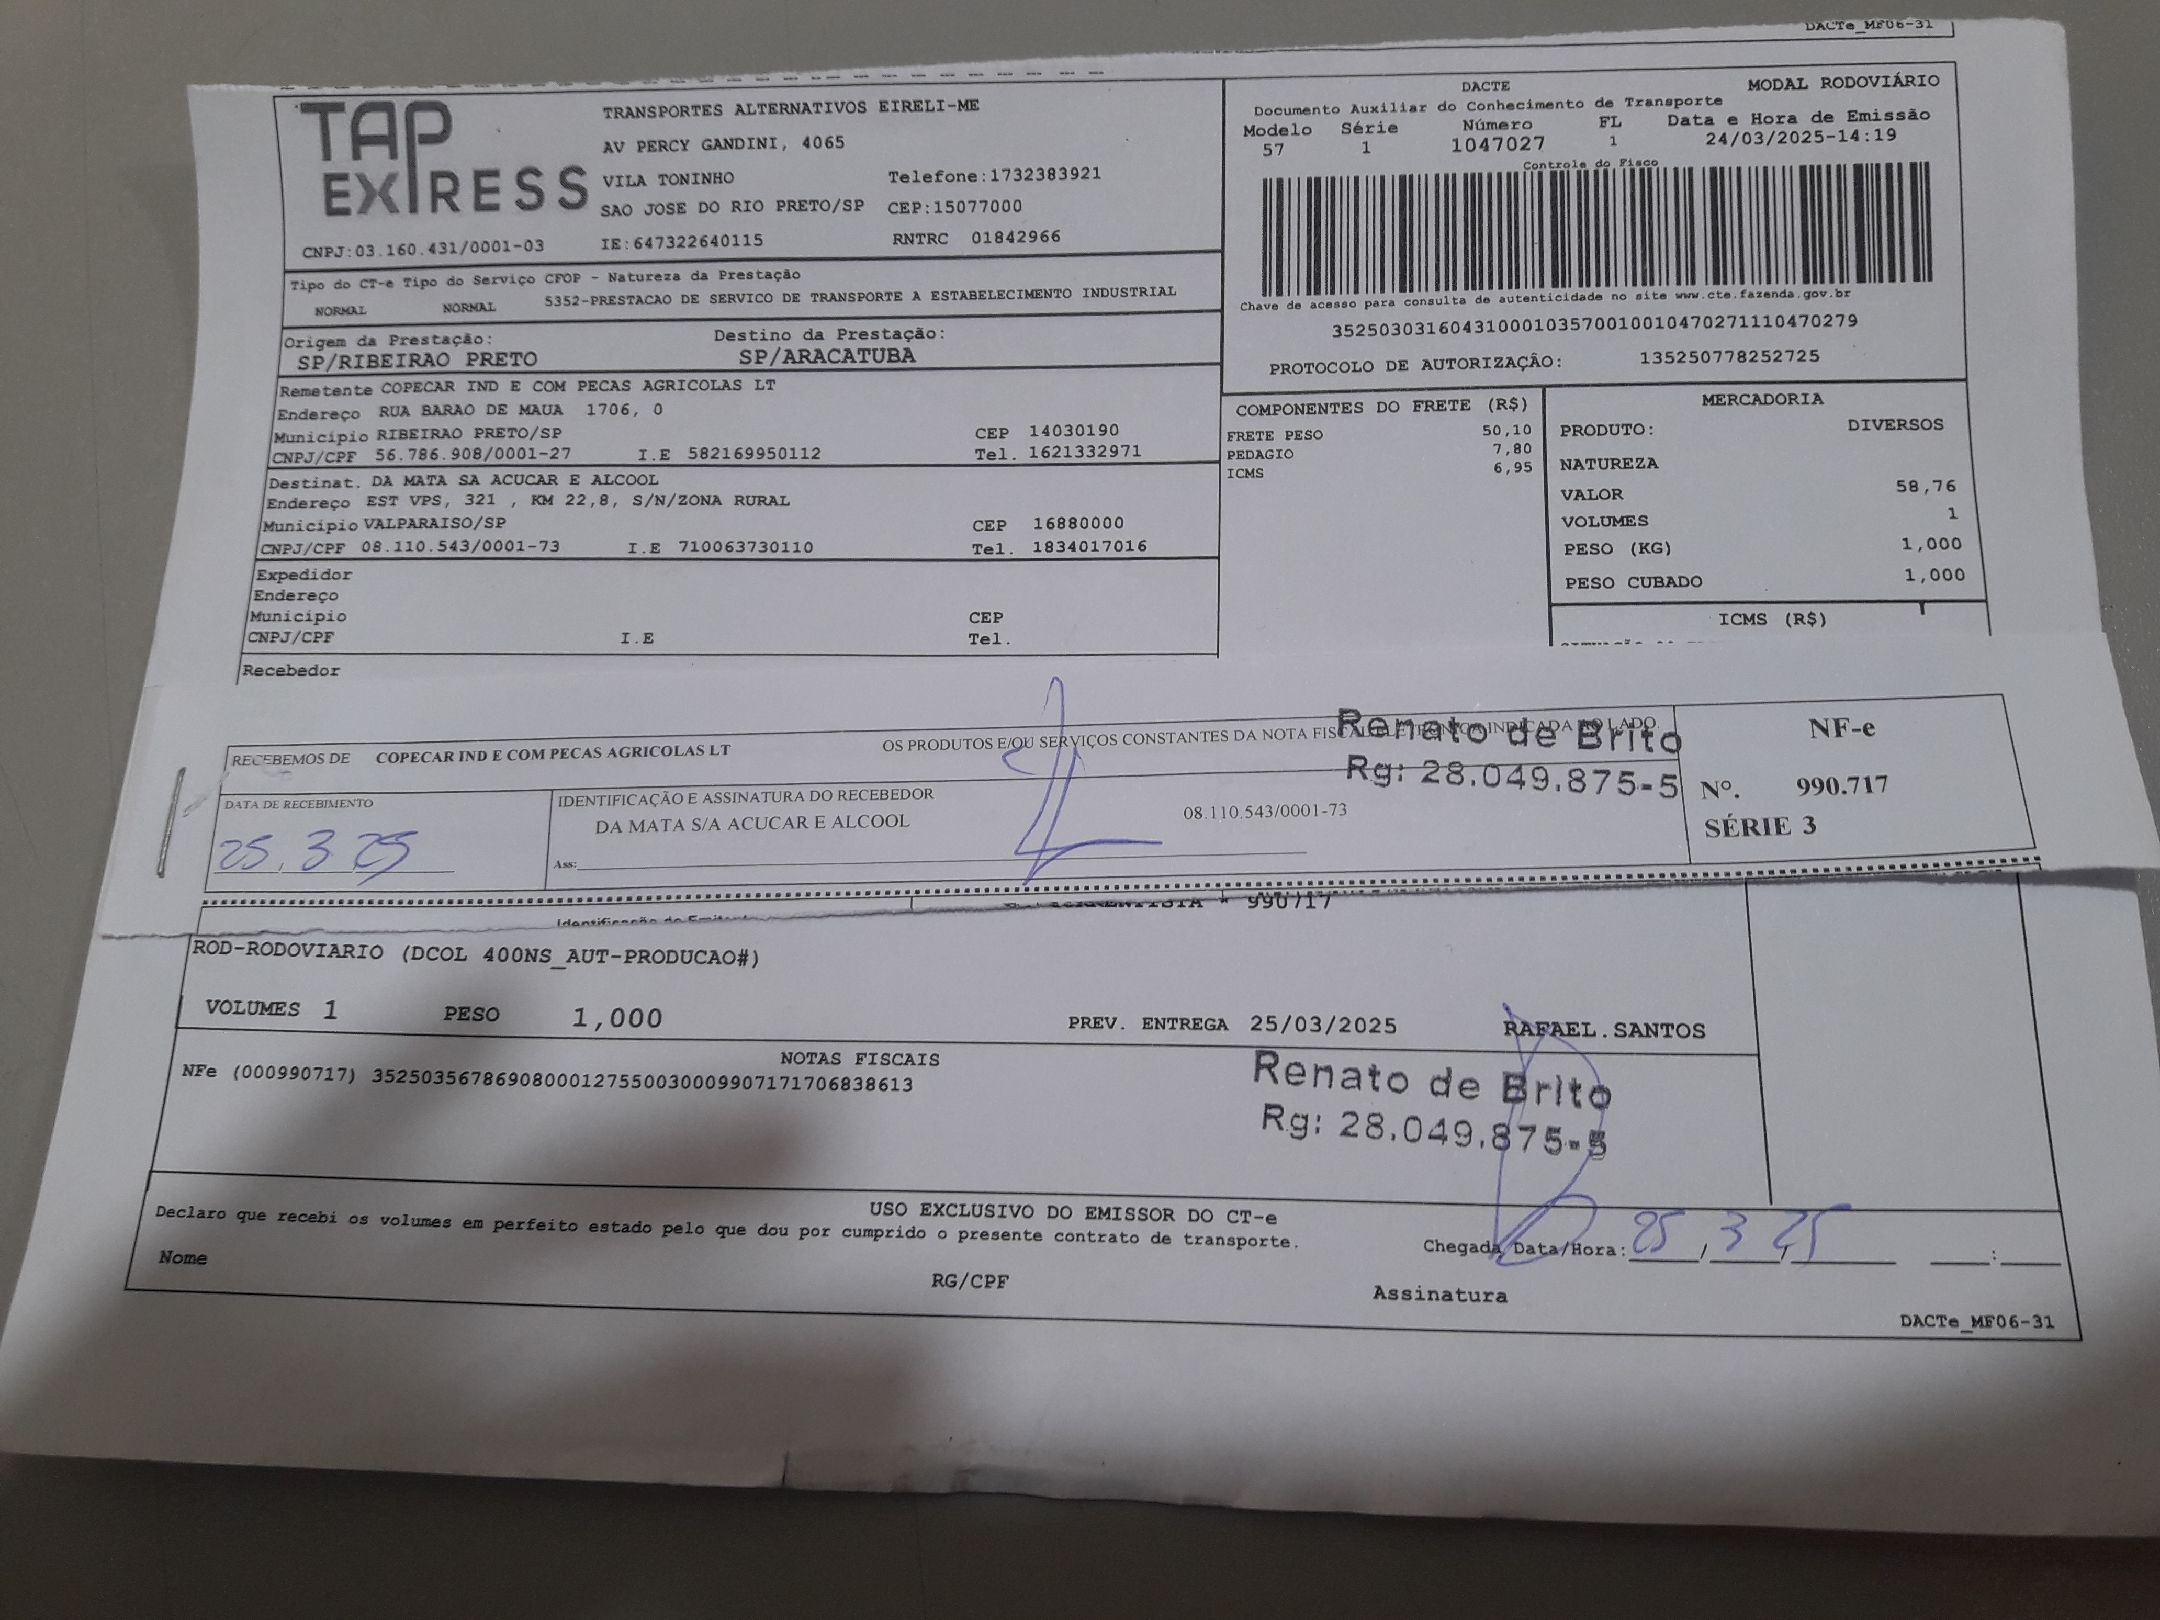 DACTe_MF06-31
TAP EXPRESS
TRANSPORTES ALTERNATIVOS EIRELI-ME
AV PERCY GANDINI, 4065
VILA TONINHO Telefone:1732383921
SAO JOSE DO RIO PRETO/SP CEP:15077000
CNPJ:03.160.431/0001-03 IE:647322640115 RNTRC 01842966
DACTE MODAL RODOVIÁRIO
Documento Auxiliar do Conhecimento de Transporte
Modelo Série Número FL Data e Hora de Emissão
57 1 1047027 1 24/03/2025-14:19
Controle do Fisco
Chave de acesso para consulta de autenticidade no site www.cte.fazenda.gov.br
35250303160431000103570010010470271110470279
PROTOCOLO DE AUTORIZAÇÂO: 135250778252725
Tipo do CT-e Tipo do Serviço CFOP - Natureza da Prestação
NORMAL NORMAL 5352-PRESTACAO DE SERVICO DE TRANSPORTE A ESTABELECIMENTO INDUSTRIAL
Origem da Prestação: Destino da Prestação:
SP/RIBEIRAO PRETO SP/ARACATUBA
Remetente COPECAR IND E COM PECAS AGRICOLAS LT
Endereço RUA BARAO DE MAUA 1706, 0
Município RIBEIRAO PRETO/SP CEP 14030190
CNPJ/CPF 56.786.908/0001-27 I.E 582169950112 Tel. 1621332971
Destinat. DA MATA SA ACUCAR E ALCOOL
Endereço EST VPS, 321 , KM 22,8, S/N/ZONA RURAL
Município VALPARAISO/SP CEP 16880000
CNPJ/CPF 08.110.543/0001-73 I.E 710063730110 Tel. 1834017016
Expedidor
Endereço
Município CEP
CNPJ/CPF I.E Tel.
Recebedor
COMPONENTES DO FRETE (R$)
FRETE PESO 50,10
PEDAGIO 7,80
ICMS 6,95
MERCADORIA
PRODUTO: DIVERSOS
NATUREZA
VALOR 58,76
VOLUMES 1
PESO (KG) 1,000
PESO CUBADO 1,000
ICMS (R$)
RECEBEMOS DE COPECAR IND E COM PECAS AGRICOLAS LT OS PRODUTOS E/OU SERVIÇOS CONSTANTES DA NOTA FISCAL ELETRÔNICA INDICADA AO LADO
Renato de Brito
Rg: 28.049.875-5
DATA DE RECEBIMENTO
25.3 25
IDENTIFICAÇÃO E ASSINATURA DO RECEBEDOR
DA MATA S/A ACUCAR E ALCOOL 08.110.543/0001-73
Ass:
NF-e
Nº. 990.717
SÉRIE 3
Identificação do Emitente
* 990717
ROD-RODOVIARIO (DCOL 400NS_AUT-PRODUCAO#)
VOLUMES 1 PESO 1,000 PREV. ENTREGA 25/03/2025 RAFAEL.SANTOS
NOTAS FISCAIS
NFe (000990717) 35250356786908000127550030009907171706838613
Renato de Brito
Rg: 28.049.875-5
USO EXCLUSIVO DO EMISSOR DO CT-e
Declaro que recebi os volumes em perfeito estado pelo que dou por cumprido o presente contrato de transporte.
Chegada Data/Hora: 25 / 3 / 25 :
Nome RG/CPF Assinatura
DACTe_MF06-31